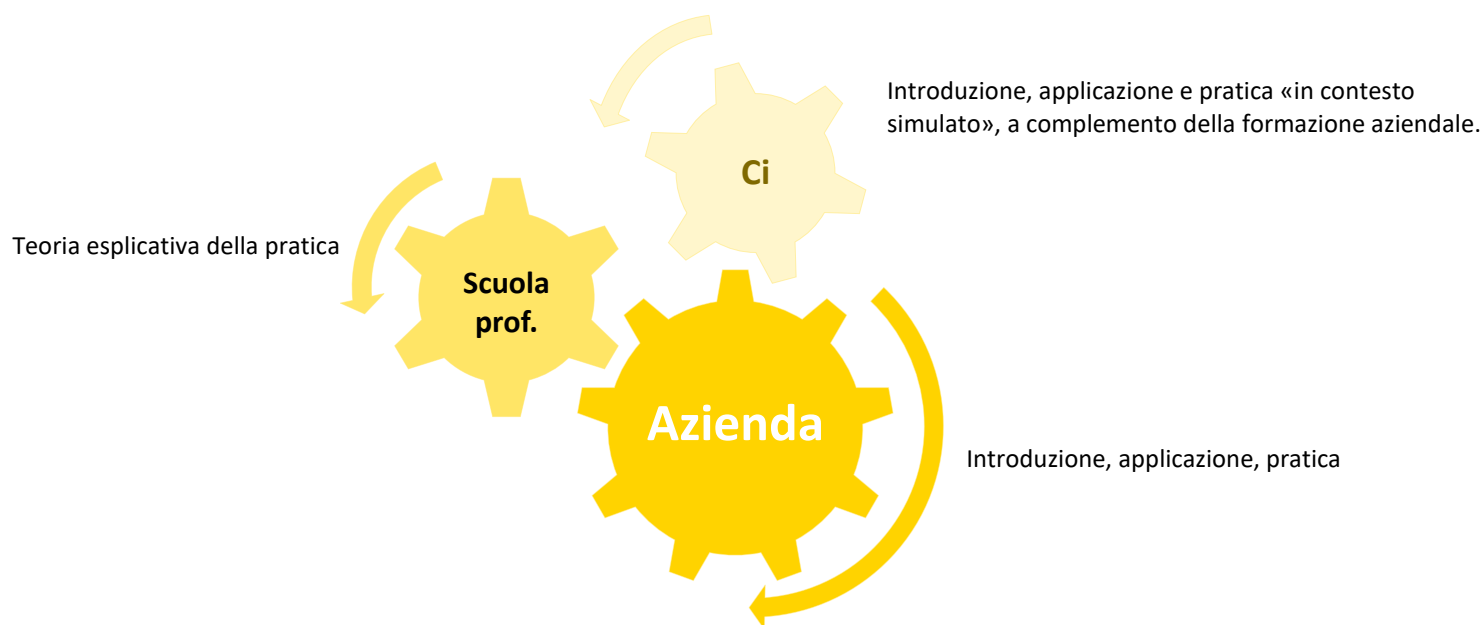 Introduzione, applicazione e pratica «in contesto
simulato», a complemento della formazione aziendale.
Ci
Teoria esplicativa della pratica
Scuola
prof.
Azienda
Introduzione, applicazione, pratica